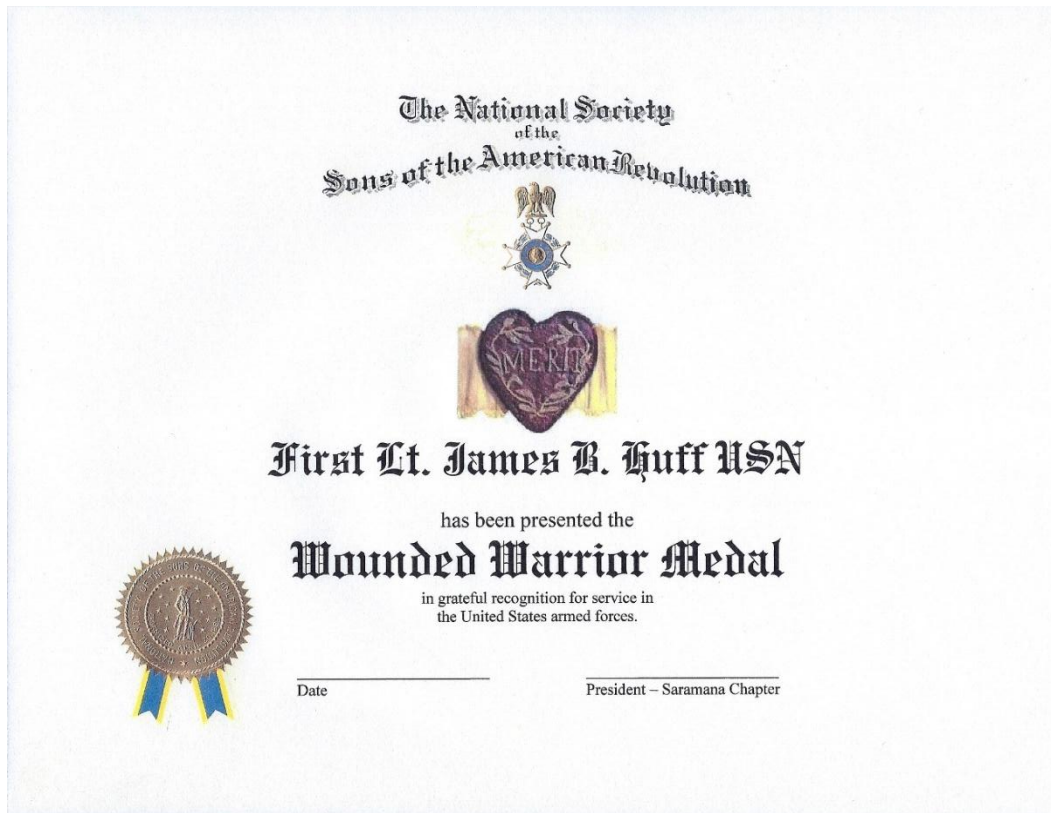 The National Society
of the
Sons of the American Revolution
MERIT
First Lt. James B. Huff USN
has been presented the
Wounded Warrior Medal
in grateful recognition for service in
the United States armed forces.
Date
President – Saramana Chapter